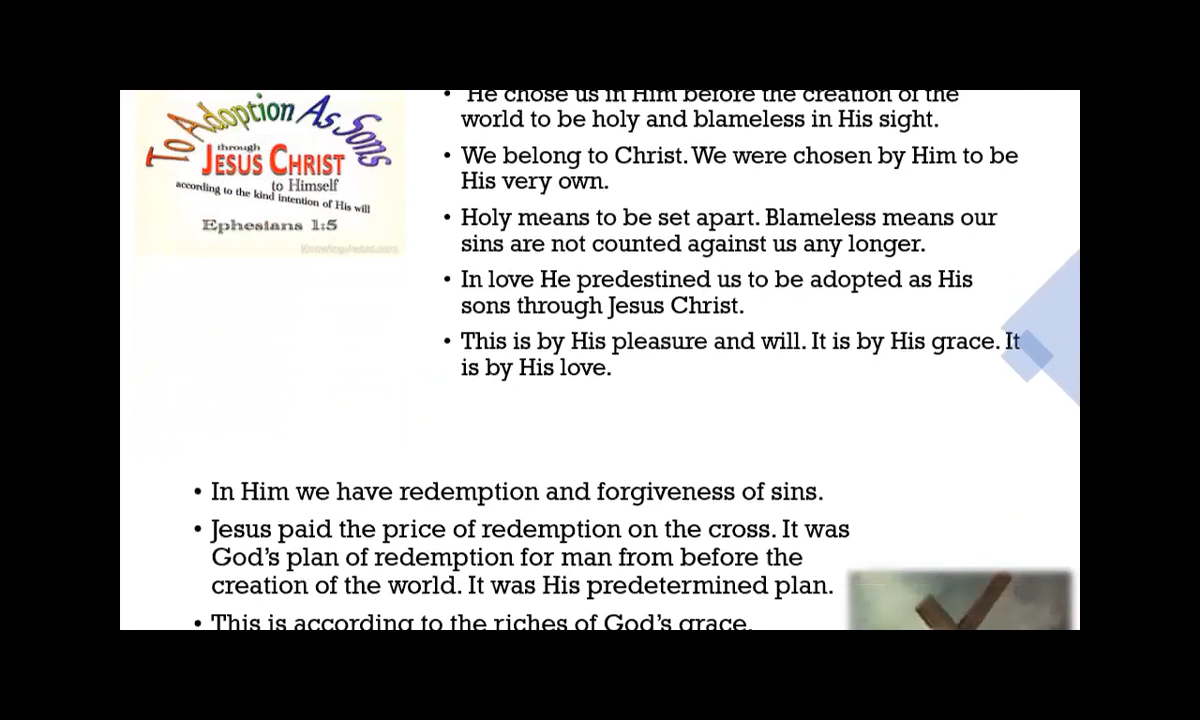 To Adoption As Sons
through
JESUS CHRIST
to Himself
according to the kind intention of His will
Ephesians 1:5
Knowing-Jesus.com
• He chose us in Him before the creation of the
world to be holy and blameless in His sight.
• We belong to Christ. We were chosen by Him to be
His very own.
• Holy means to be set apart. Blameless means our
sins are not counted against us any longer.
• In love He predestined us to be adopted as His
sons through Jesus Christ.
• This is by His pleasure and will. It is by His grace. It
is by His love.
• In Him we have redemption and forgiveness of sins.
• Jesus paid the price of redemption on the cross. It was
God's plan of redemption for man from before the
creation of the world. It was His predetermined plan.
• This is according to the riches of God's grace.